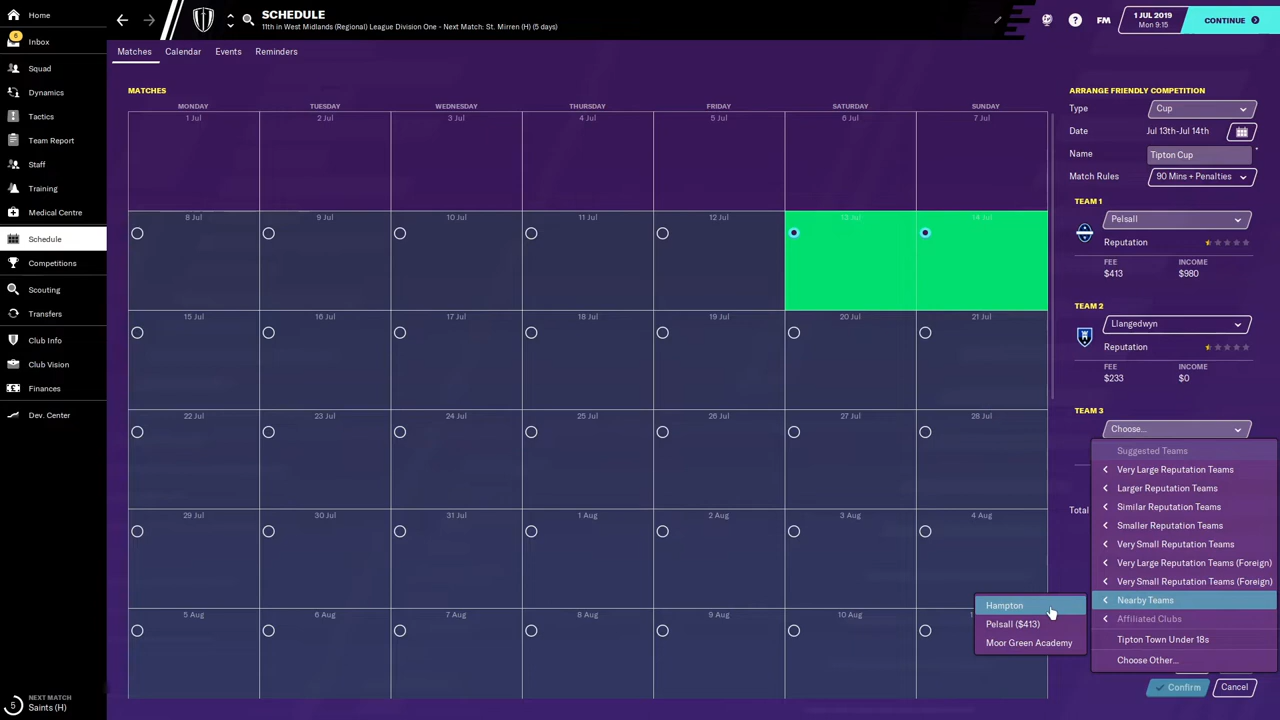 Home
6
Inbox
Squad
Dynamics
Tactics
Team Report
Staff
Training
Medical Centre
Schedule
Competitions
Scouting
Transfers
Club Info
Club Vision
Finances
Dev. Center
5
NEXT MATCH
Saints (H)
SCHEDULE
11th in West Midlands (Regional) League Division One - Next Match: St. Mirren (H) (5 days)
?
FM
1 JUL 2019
Mon 9:15
CONTINUE
Matches Calendar Events Reminders
MATCHES
MONDAY TUESDAY WEDNESDAY THURSDAY FRIDAY SATURDAY SUNDAY
1 Jul 2 Jul 3 Jul 4 Jul 5 Jul 6 Jul 7 Jul
8 Jul 9 Jul 10 Jul 11 Jul 12 Jul 13 Jul 14 Jul
15 Jul 16 Jul 17 Jul 18 Jul 19 Jul 20 Jul 21 Jul
22 Jul 23 Jul 24 Jul 25 Jul 26 Jul 27 Jul 28 Jul
29 Jul 30 Jul 31 Jul 1 Aug 2 Aug 3 Aug 4 Aug
5 Aug 6 Aug 7 Aug 8 Aug 9 Aug
ARRANGE FRIENDLY COMPETITION
Type Cup
Date Jul 13th-Jul 14th
Name Tipton Cup *
Match Rules 90 Mins + Penalties
TEAM 1
Pelsall
Reputation
FEE INCOME
$413 $980
TEAM 2
Llangedwyn
Reputation
FEE INCOME
$233 $0
TEAM 3
Choose...
Suggested Teams
Very Large Reputation Teams
Larger Reputation Teams
Similar Reputation Teams
Smaller Reputation Teams
Very Small Reputation Teams
Very Large Reputation Teams (Foreign)
Very Small Reputation Teams (Foreign)
Nearby Teams
Affiliated Clubs
Tipton Town Under 18s
Choose Other...
Hampton
Pelsall ($413)
Moor Green Academy
Total
Confirm Cancel